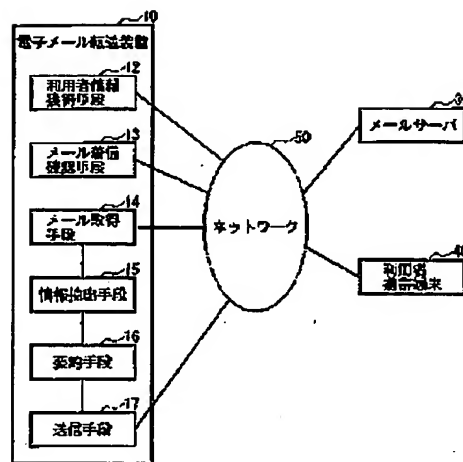 10
電子メール転送装置
12
利用者情報
獲得手段
13
メール着信
確認手段
14
メール取得
手段
15
情報抽出手段
16
要約手段
17
送信手段
50
ネットワーク
メールサーバ
利用者
通信端末